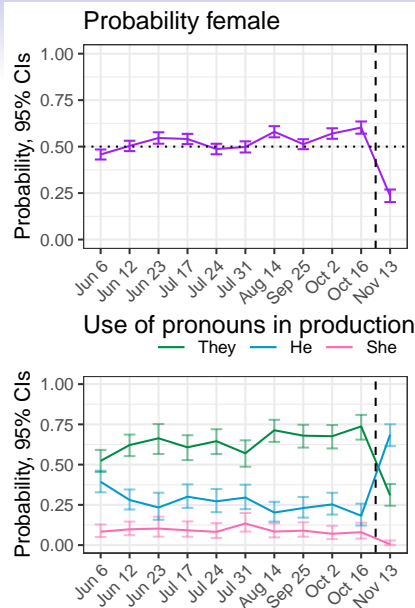 Probability female
Probability, 95% CIs
1.00
0.75
0.50
0.25
0.00
Jun 6
Jun 12
Jun 23
Jul 17
Jul 24
Jul 31
Aug 14
Sep 25
Oct 2
Oct 16
Nov 13
Use of pronouns in production
They He She
Probability, 95% CIs
1.00
0.75
0.50
0.25
0.00
Jun 6
Jun 12
Jun 23
Jul 17
Jul 24
Jul 31
Aug 14
Sep 25
Oct 2
Oct 16
Nov 13